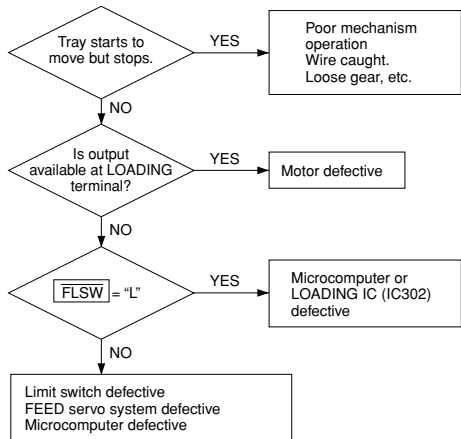 Tray starts to
move but stops.
YES
Poor mechanism
operation
Wire caught.
Loose gear, etc.
NO
Is output
available at LOADING
terminal?
YES
Motor defective
NO
FLSW = “L”
YES
Microcomputer or
LOADING IC (IC302)
defective
NO
Limit switch defective
FEED servo system defective
Microcomputer defective